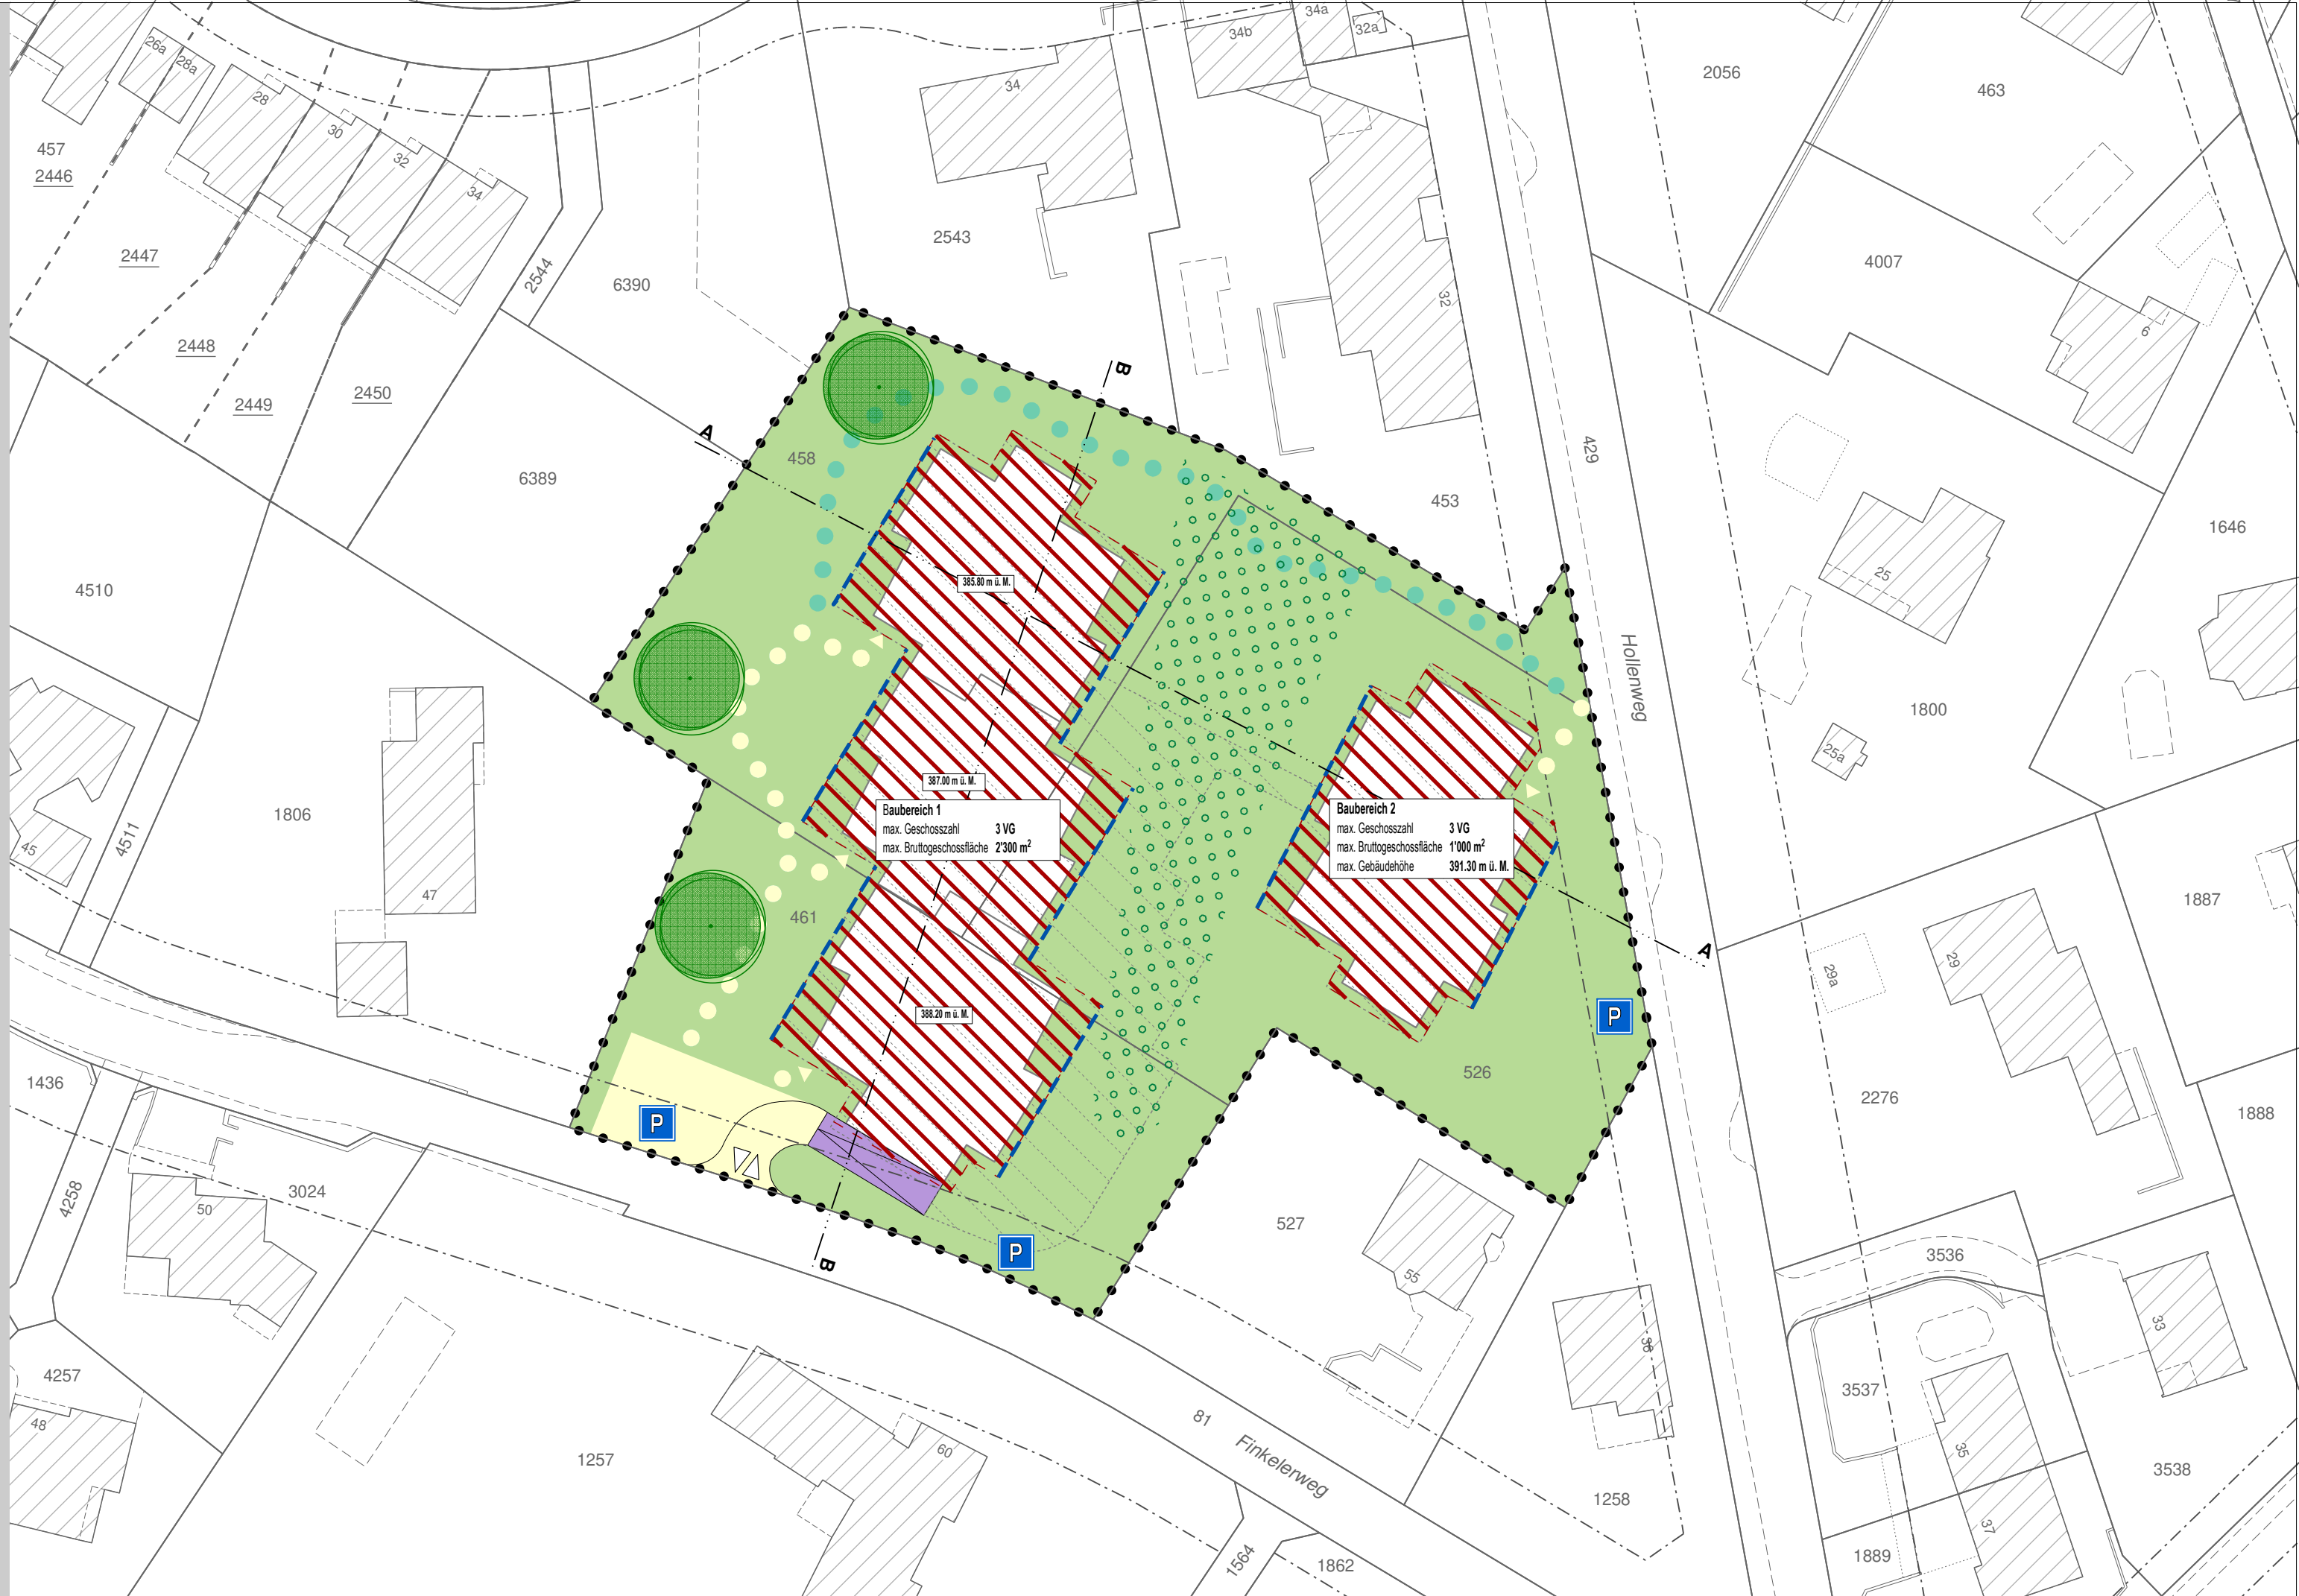 34a
34b
32a
26a
28a
28
30
32
34
34
2056
463
457
2446
2447
2448
2449
2450
2544
6390
2543
32
4007
6
B
A
458
6389
453
429
1646
4510
385.80 m ü. M.
25
Hollenweg
1806
4511
45
47
387.00 m ü. M.
Baubereich 1
max. Geschosszahl 3 VG
max. Bruttogeschossfläche 2'300 m²
Baubereich 2
max. Geschosszahl 3 VG
max. Bruttogeschossfläche 1'000 m²
max. Gebäudehöhe 391.30 m ü. M.
25a
1800
461
1887
A
29a
29
388.20 m ü. M.
P
526
1436
2276
1888
P
4258
3024
50
527
P
B
55
3536
38
33
4257
48
3537
1257
60
81
Finkelerweg
35
3538
1258
37
1564
1862
1889